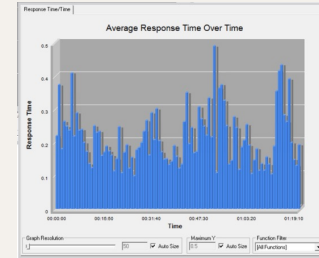 Response Time/Time
Average Response Time Over Time
0.5
0.4
0.3
0.2
0.1
0
Response Time
00:00:00 00:15:50 00:31:40 00:47:30 01:03:20 01:19:10
Time
Graph Resolution
50
Auto Size
Maximum Y
0.5
Auto Size
Function Filter
[All Functions]